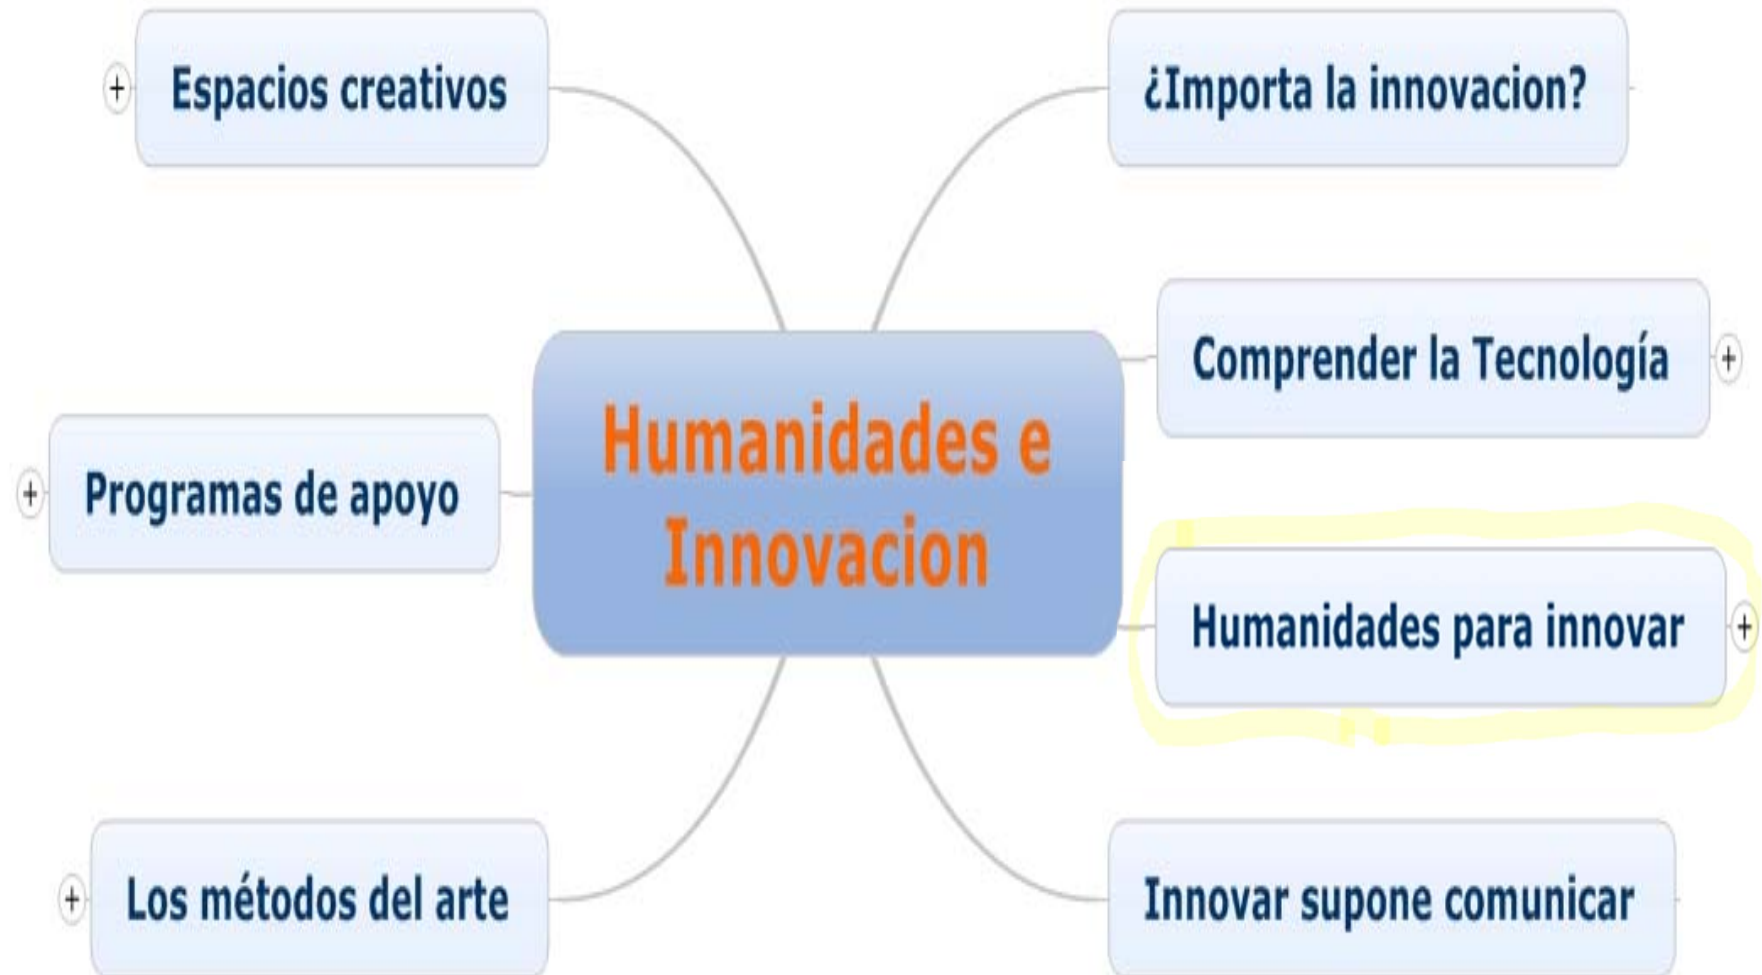 Espacios creativos
¿Importa la innovacion?
Comprender la Tecnología
Humanidades e
Innovacion
Programas de apoyo
Humanidades para innovar
Los métodos del arte
Innovar supone comunicar